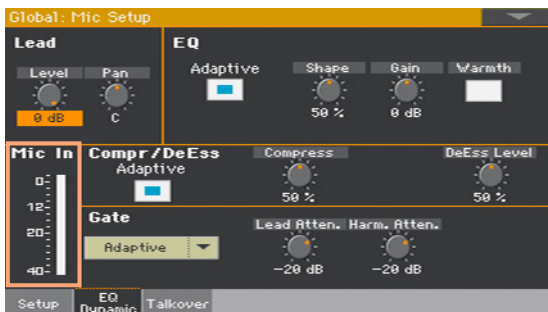 Global: Mic Setup
Lead
EQ
Level Pan
Adaptive Shape Gain Warmth
0 dB C
50 % 0 dB
Mic In Compr/DeEss Compress DeEss Level
Adaptive
0
12
20
40
50 % 50 %
Gate
Lead Atten. Harm. Atten.
Adaptive
-20 dB -20 dB
Setup EQ Dynamic Talkover